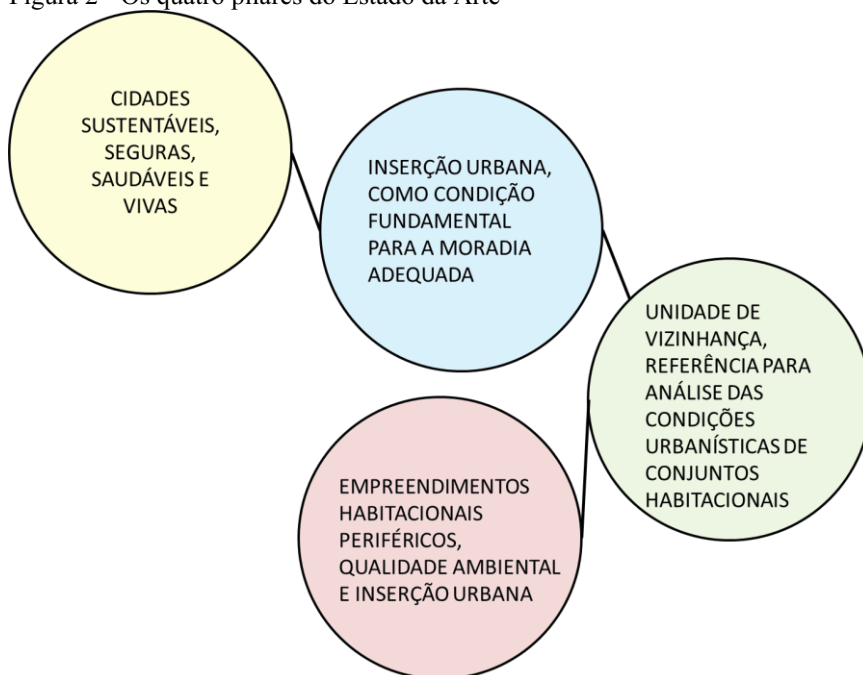 Figura 2 - Os quatro pilares do Estado da Arte
CIDADES
SUSTENTÁVEIS,
SEGURAS,
SAUDÁVEIS E
VIVAS
INSERÇÃO URBANA,
COMO CONDIÇÃO
FUNDAMENTAL
PARA A MORADIA
ADEQUADA
UNIDADE DE
VIZINHANÇA,
REFERÊNCIA PARA
ANÁLISE DAS
CONDIÇÕES
URBANÍSTICAS DE
CONJUNTOS
HABITACIONAIS
EMPREENDIMENTOS
HABITACIONAIS
PERIFÉRICOS,
QUALIDADE AMBIENTAL
E INSERÇÃO URBANA